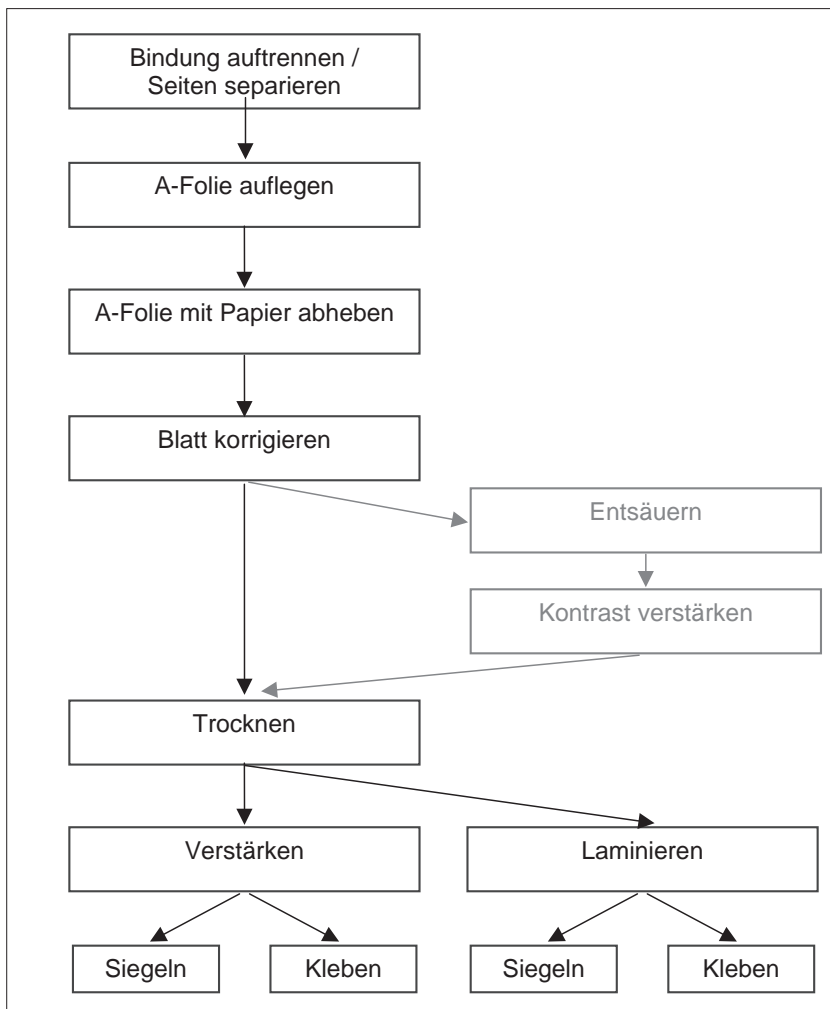 Bindung auftrennen /
Seiten separieren
A-Folie auflegen
A-Folie mit Papier abheben
Blatt korrigieren
Entsäuern
Kontrast verstärken
Trocknen
Verstärken
Laminieren
Siegeln
Kleben
Siegeln
Kleben